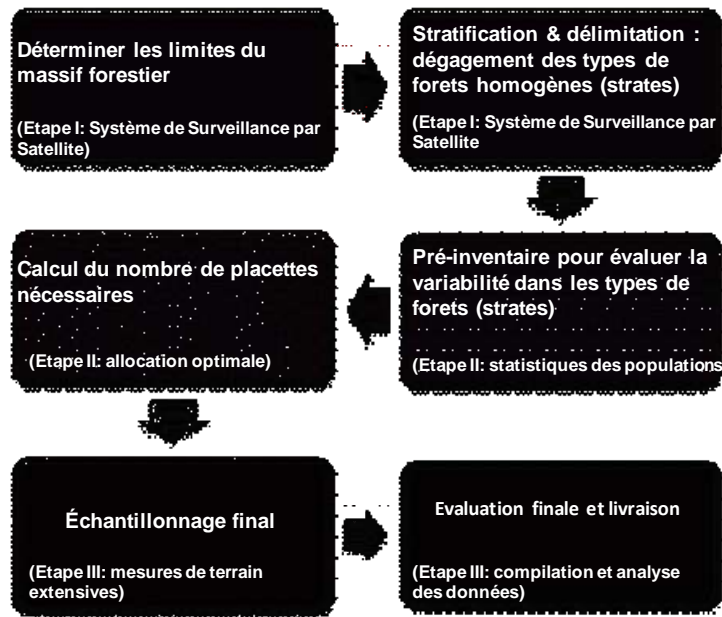 Déterminer les limites du
massif forestier
(Etape I: Système de Surveillance par
Satellite)
Stratification & délimitation :
dégagement des types de
forets homogènes (strates)
(Etape I: Système de Surveillance par
Satellite
Pré-inventaire pour évaluer la
variabilité dans les types de
forets (strates)
(Etape II: statistiques des populations
Calcul du nombre de placettes
nécessaires
(Etape II: allocation optimale)
Échantillonnage final
(Etape III: mesures de terrain
extensives)
Evaluation finale et livraison
(Etape III: compilation et analyse
des données)